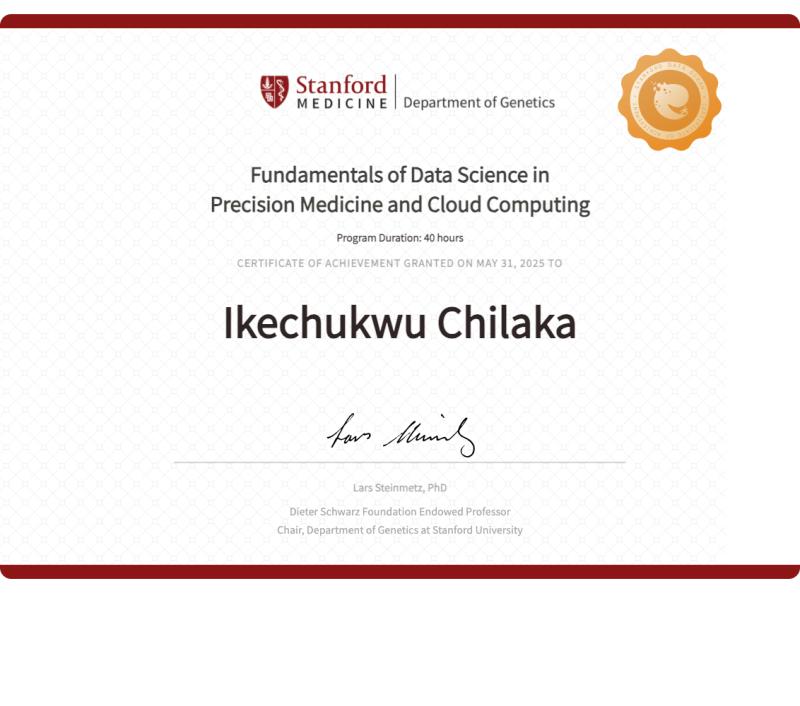 Stanford
MEDICINE
Department of Genetics
Fundamentals of Data Science in
Precision Medicine and Cloud Computing
Program Duration: 40 hours
CERTIFICATE OF ACHIEVEMENT GRANTED ON MAY 31, 2025 TO
Ikechukwu Chilaka
Lars Steinmetz, PhD
Dieter Schwarz Foundation Endowed Professor
Chair, Department of Genetics at Stanford University